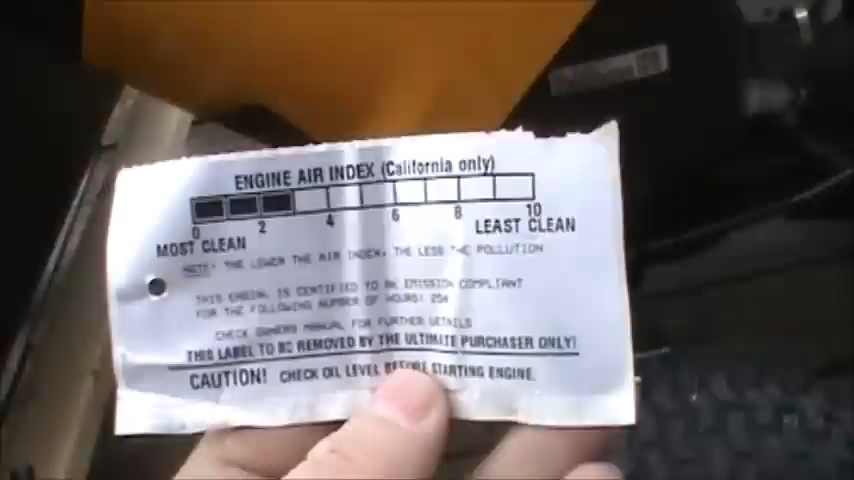 ENGINE AIR INDEX (California only)
0 2 4 6 8 10
MOST CLEAN LEAST CLEAN
NOTE: THE LOWER THE AIR INDEX, THE LESS THE POLLUTION
THIS ENGINE IS CERTIFIED TO BE EMISSION COMPLIANT
FOR THE FOLLOWING NUMBER OF HOURS: 250
CHECK OWNERS MANUAL FOR FURTHER DETAILS
THIS LABEL TO BE REMOVED BY THE ULTIMATE PURCHASER ONLY!
CAUTION! CHECK OIL LEVEL BEFORE STARTING ENGINE.